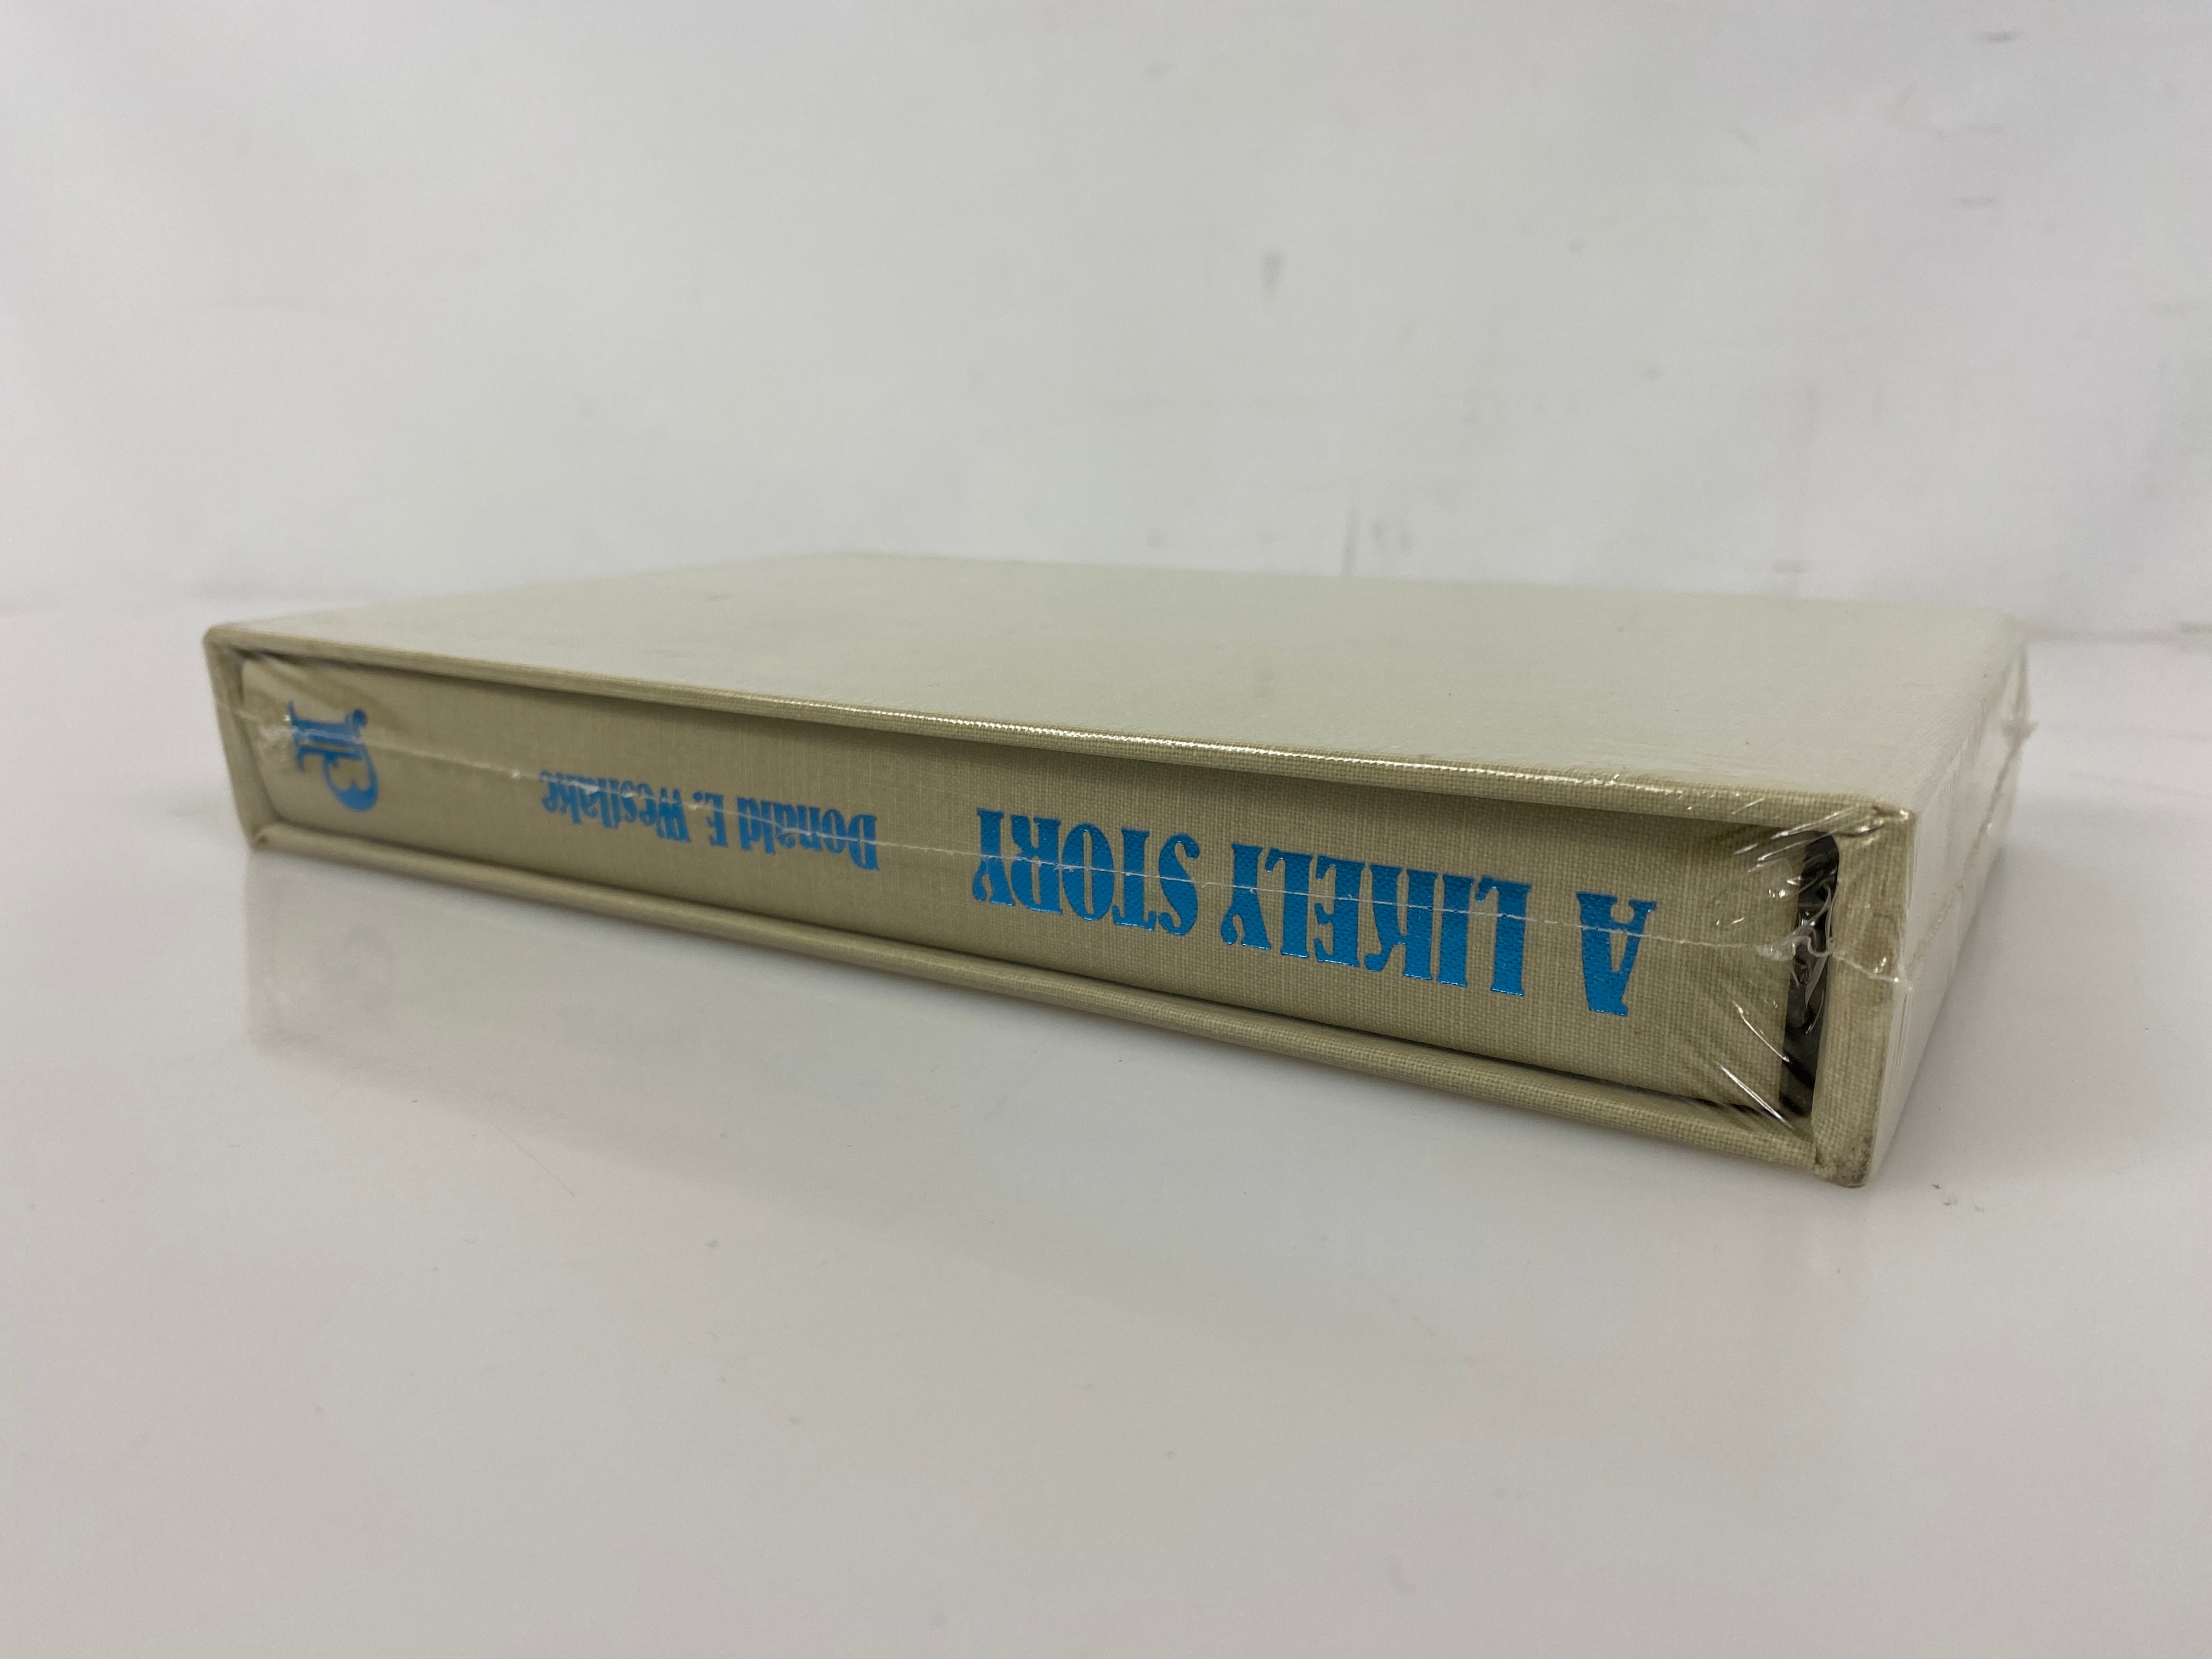 A LIKELY STORY
Donald E. Westlake